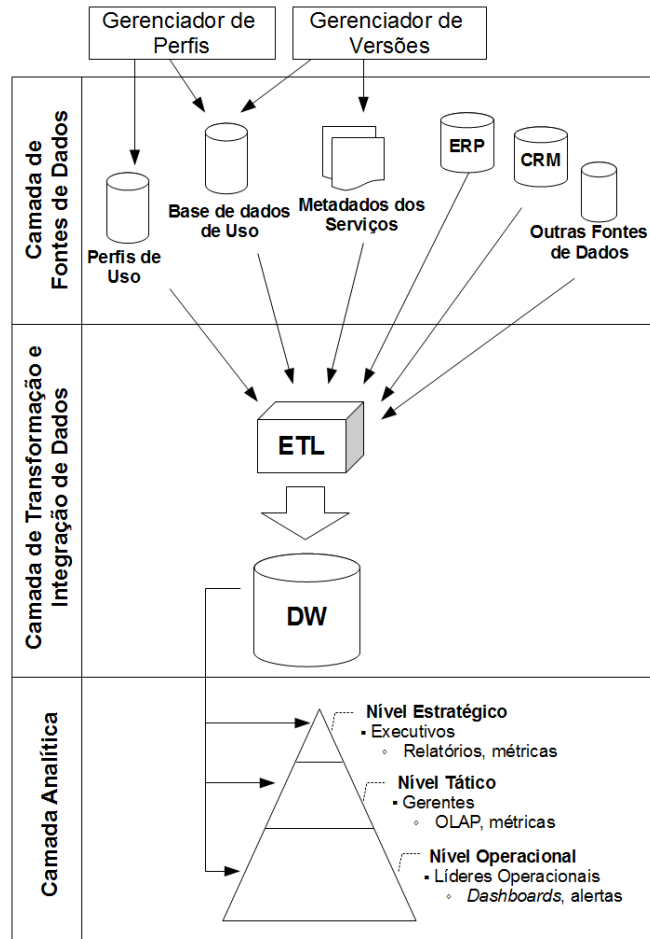 Gerenciador de
Perfis
Gerenciador de
Versões
Camada de
Fontes de Dados
ERP
CRM
Base de dados
de Uso
Metadados dos
Serviços
Outras Fontes
de Dados
Perfis de
Uso
Camada de Transformação e
Integração de Dados
ETL
DW
Camada Analítica
Nível Estratégico
▪ Executivos
◦ Relatórios, métricas
Nível Tático
▪ Gerentes
◦ OLAP, métricas
Nível Operacional
▪ Líderes Operacionais
◦ Dashboards, alertas